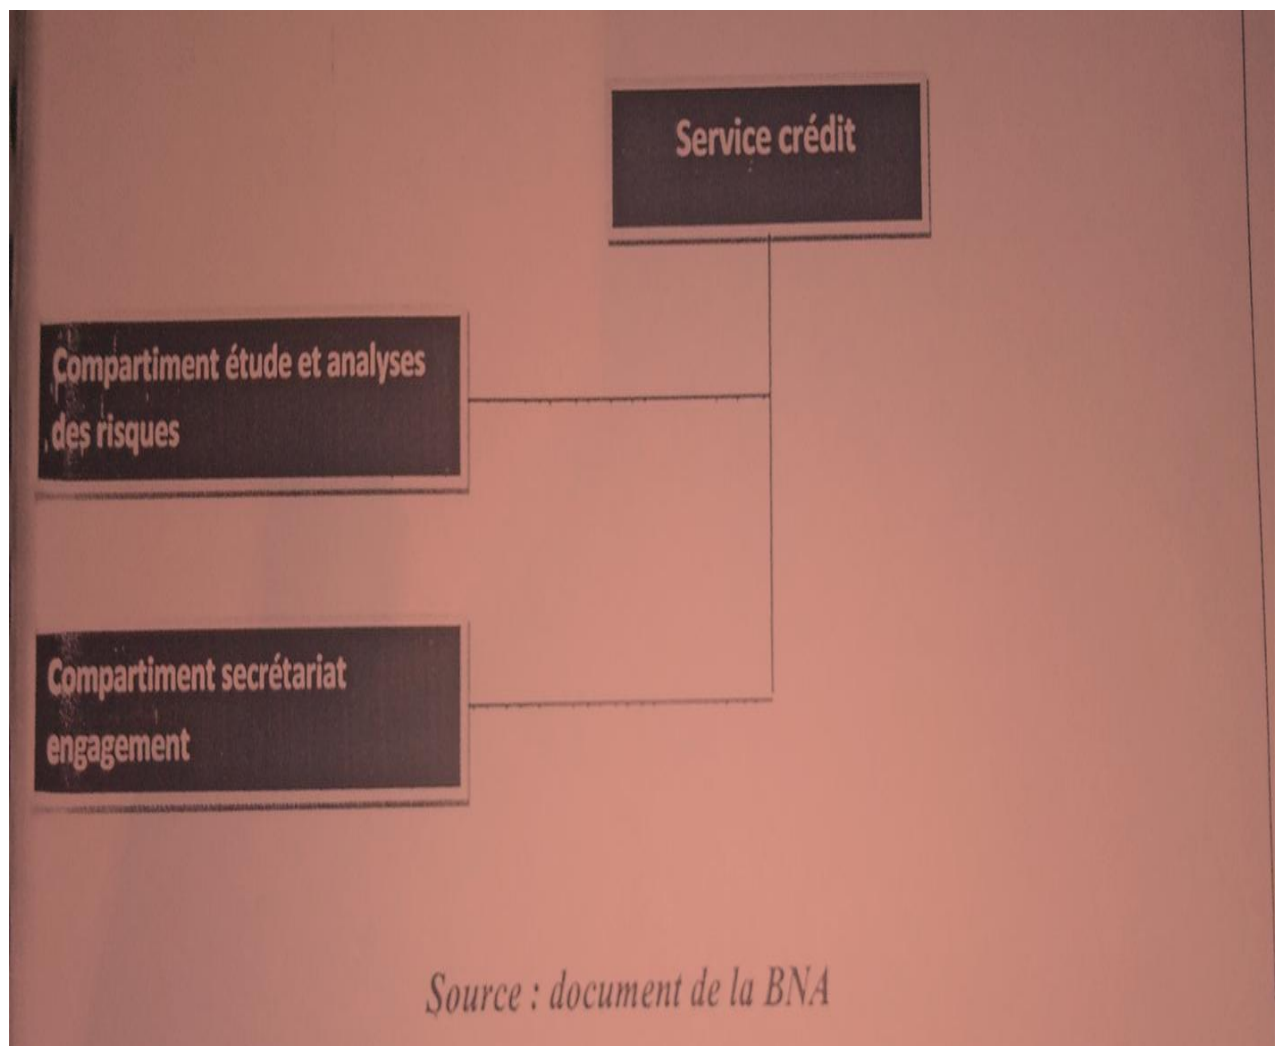 Service crédit
Compartiment étude et analyses
des risques
Compartiment secrétariat
engagement
Source : document de la BNA